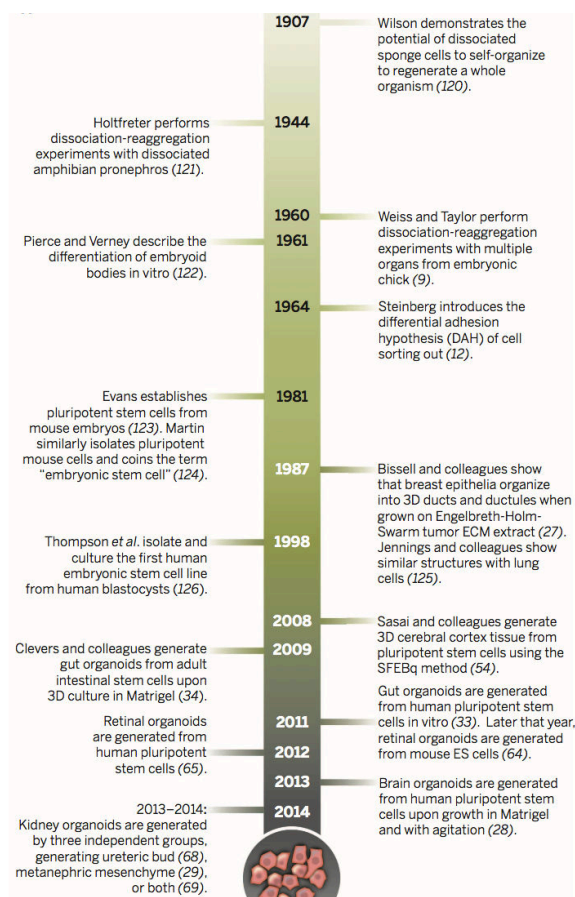 1907
Wilson demonstrates the
potential of dissociated
sponge cells to self-organize
to regenerate a whole
organism (120).
Holtfreter performs
dissociation-reaggregation
experiments with dissociated
amphibian pronephros (121).
1944
1960
Weiss and Taylor perform
dissociation-reaggregation
experiments with multiple
organs from embryonic
chick (9).
Pierce and Verney describe the
differentiation of embryoid
bodies in vitro (122).
1961
1964
Steinberg introduces the
differential adhesion
hypothesis (DAH) of cell
sorting out (12).
Evans establishes
pluripotent stem cells from
mouse embryos (123). Martin
similarly isolates pluripotent
mouse cells and coins the term
“embryonic stem cell” (124).
1981
1987
Bissell and colleagues show
that breast epithelia organize
into 3D ducts and ductules when
grown on Engelbreth-Holm-
Swarm tumor ECM extract (27).
Jennings and colleagues show
similar structures with lung
cells (125).
Thompson et al. isolate and
culture the first human
embryonic stem cell line
from human blastocysts (126).
1998
2008
Sasai and colleagues generate
3D cerebral cortex tissue from
pluripotent stem cells using the
SFEBq method (54).
Clevers and colleagues generate
gut organoids from adult
intestinal stem cells upon
3D culture in Matrigel (34).
2009
2011
Gut organoids are generated
from human pluripotent stem
cells in vitro (33). Later that year,
retinal organoids are generated
from mouse ES cells (64).
Retinal organoids
are generated from
human pluripotent
stem cells (65).
2012
2013
Brain organoids are generated
from human pluripotent stem
cells upon growth in Matrigel
and with agitation (28).
2013–2014:
Kidney organoids are generated
by three independent groups,
generating ureteric bud (68),
metanephric mesenchyme (29),
or both (69).
2014